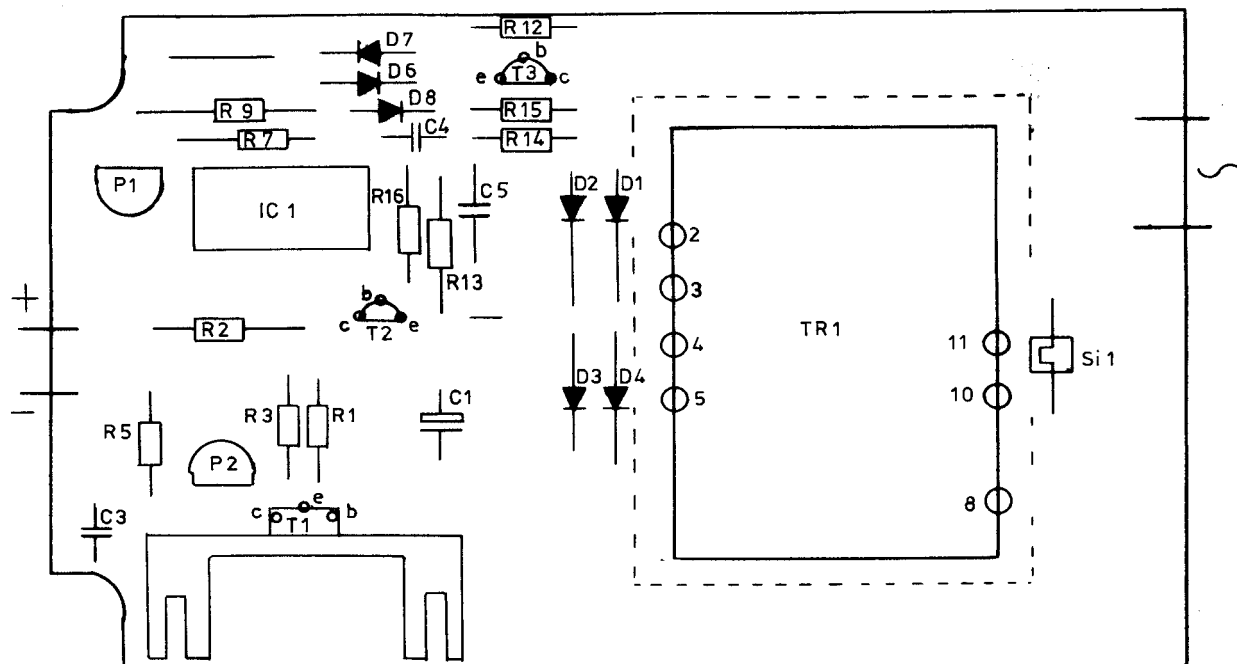 R12
D7
b
e T3 c
D6
D8
R 9
R15
C4
R7
R14
P1
IC 1
R16
C5
D2
D1
2
R13
3
b
c e
T2
+
R2
4
TR1
11
Si 1
-
D3
D4
5
10
R5
R3
R1
C1
P2
8
e
c T1 b
C3